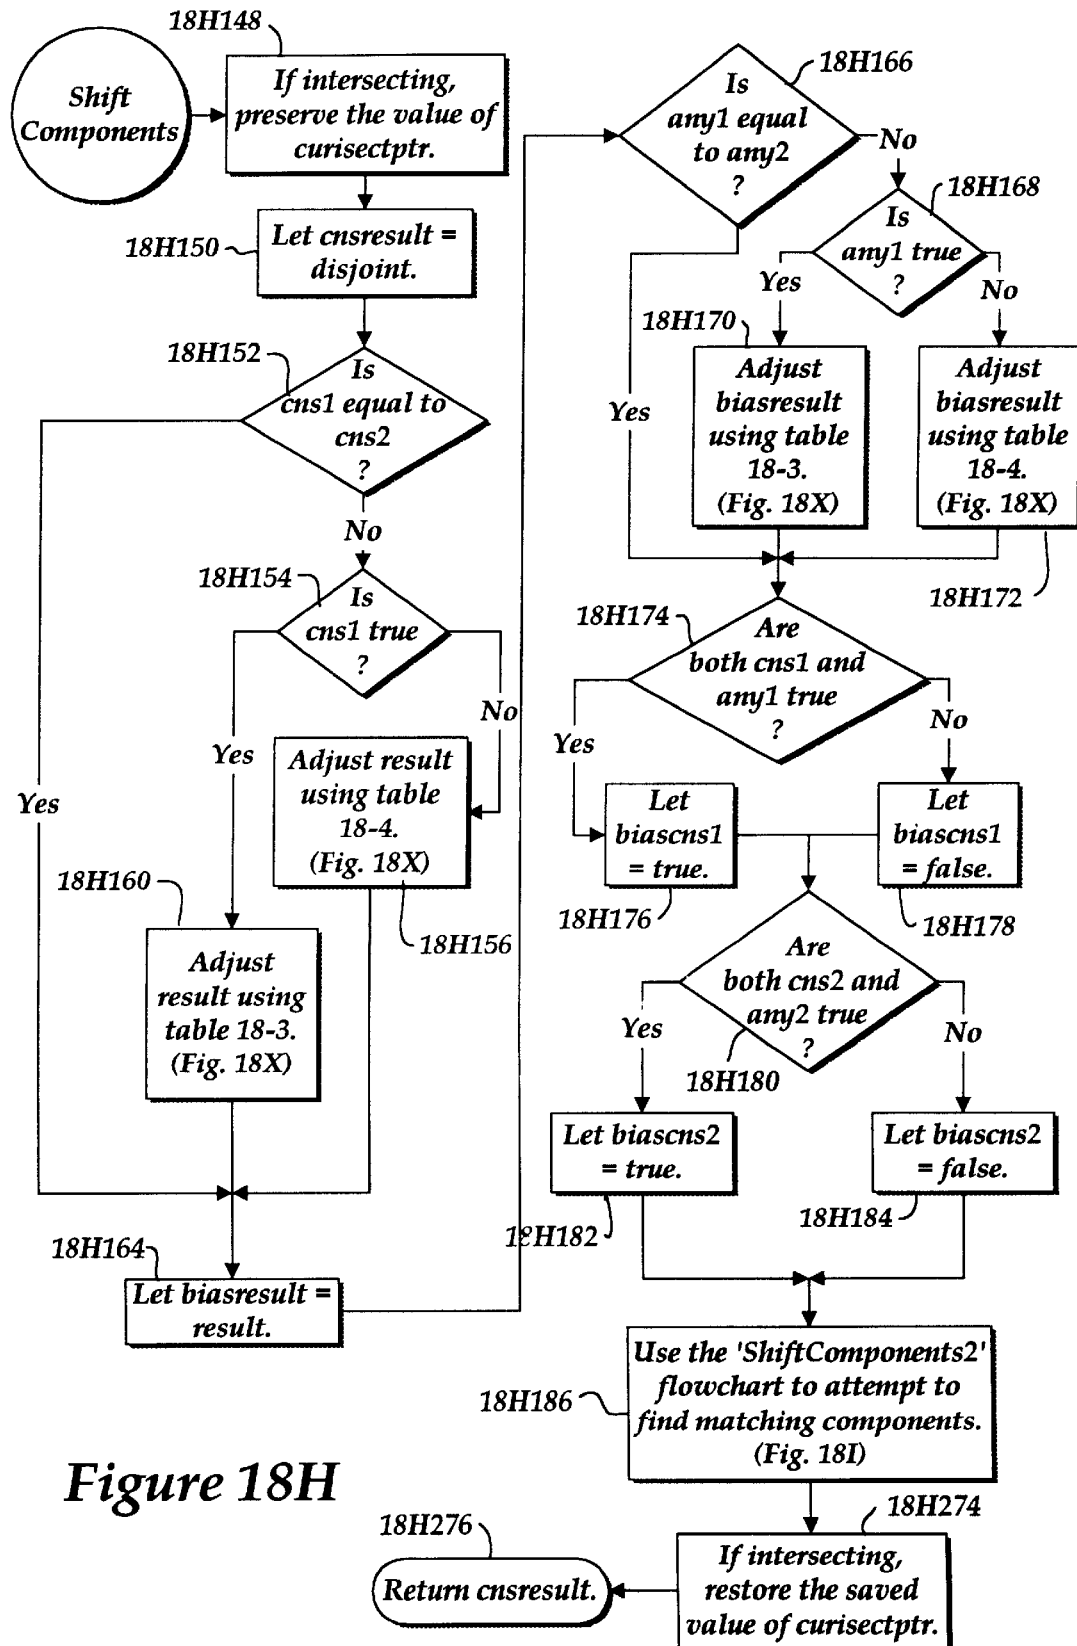 18H148
Shift
Components
If intersecting,
preserve the value of
curisectptr.
18H150
Let cnsresult =
disjoint.
18H152
Is
cns1 equal to
cns2
?
Yes
No
18H154
Is
cns1 true
?
Yes
No
Adjust result
using table
18-4.
(Fig. 18X)
18H156
18H160
Adjust
result using
table 18-3.
(Fig. 18X)
18H164
Let biasresult =
result.
18H166
Is
any1 equal
to any2
?
No
Yes
18H168
Is
any1 true
?
Yes
No
18H170
Adjust
biasresult
using table
18-3.
(Fig. 18X)
Adjust
biasresult
using table
18-4.
(Fig. 18X)
18H172
18H174
Are
both cns1 and
any1 true
?
Yes
No
Let
biascns1
= true.
18H176
Let
biascns1
= false.
18H178
Are
both cns2 and
any2 true
?
18H180
Yes
No
Let biascns2
= true.
18H182
Let biascns2
= false.
18H184
18H186
Use the 'ShiftComponents2'
flowchart to attempt to
find matching components.
(Fig. 18I)
18H274
If intersecting,
restore the saved
value of curisectptr.
18H276
Return cnsresult.
Figure 18H